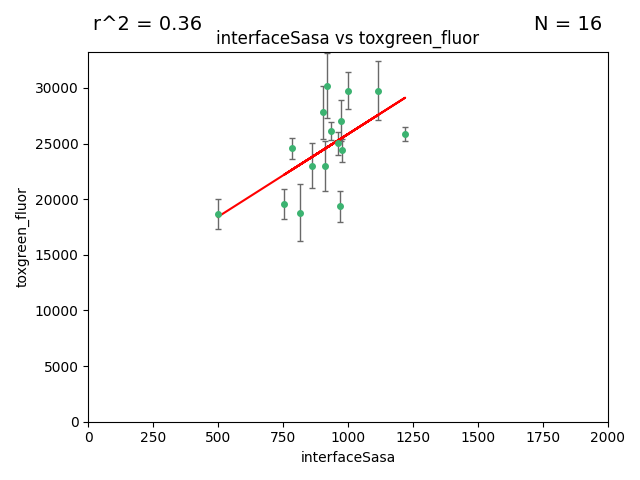 r^2 = 0.36
N = 16
interfaceSasa vs toxgreen_fluor
toxgreen_fluor
30000
25000
20000
15000
10000
5000
0
0 250 500 750 1000 1250 1500 1750 2000
interfaceSasa